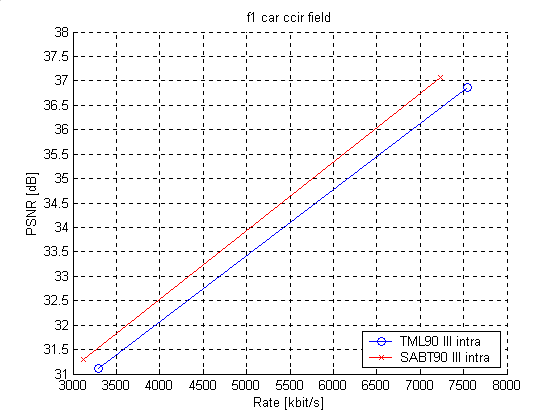 f1 car ccir field
38
37.5
37
36.5
36
35.5
35
34.5
34
33.5
33
32.5
32
31.5
31
PSNR [dB]
3000 3500 4000 4500 5000 5500 6000 6500 7000 7500 8000
Rate [kbit/s]
TML90 III intra
SABT90 III intra